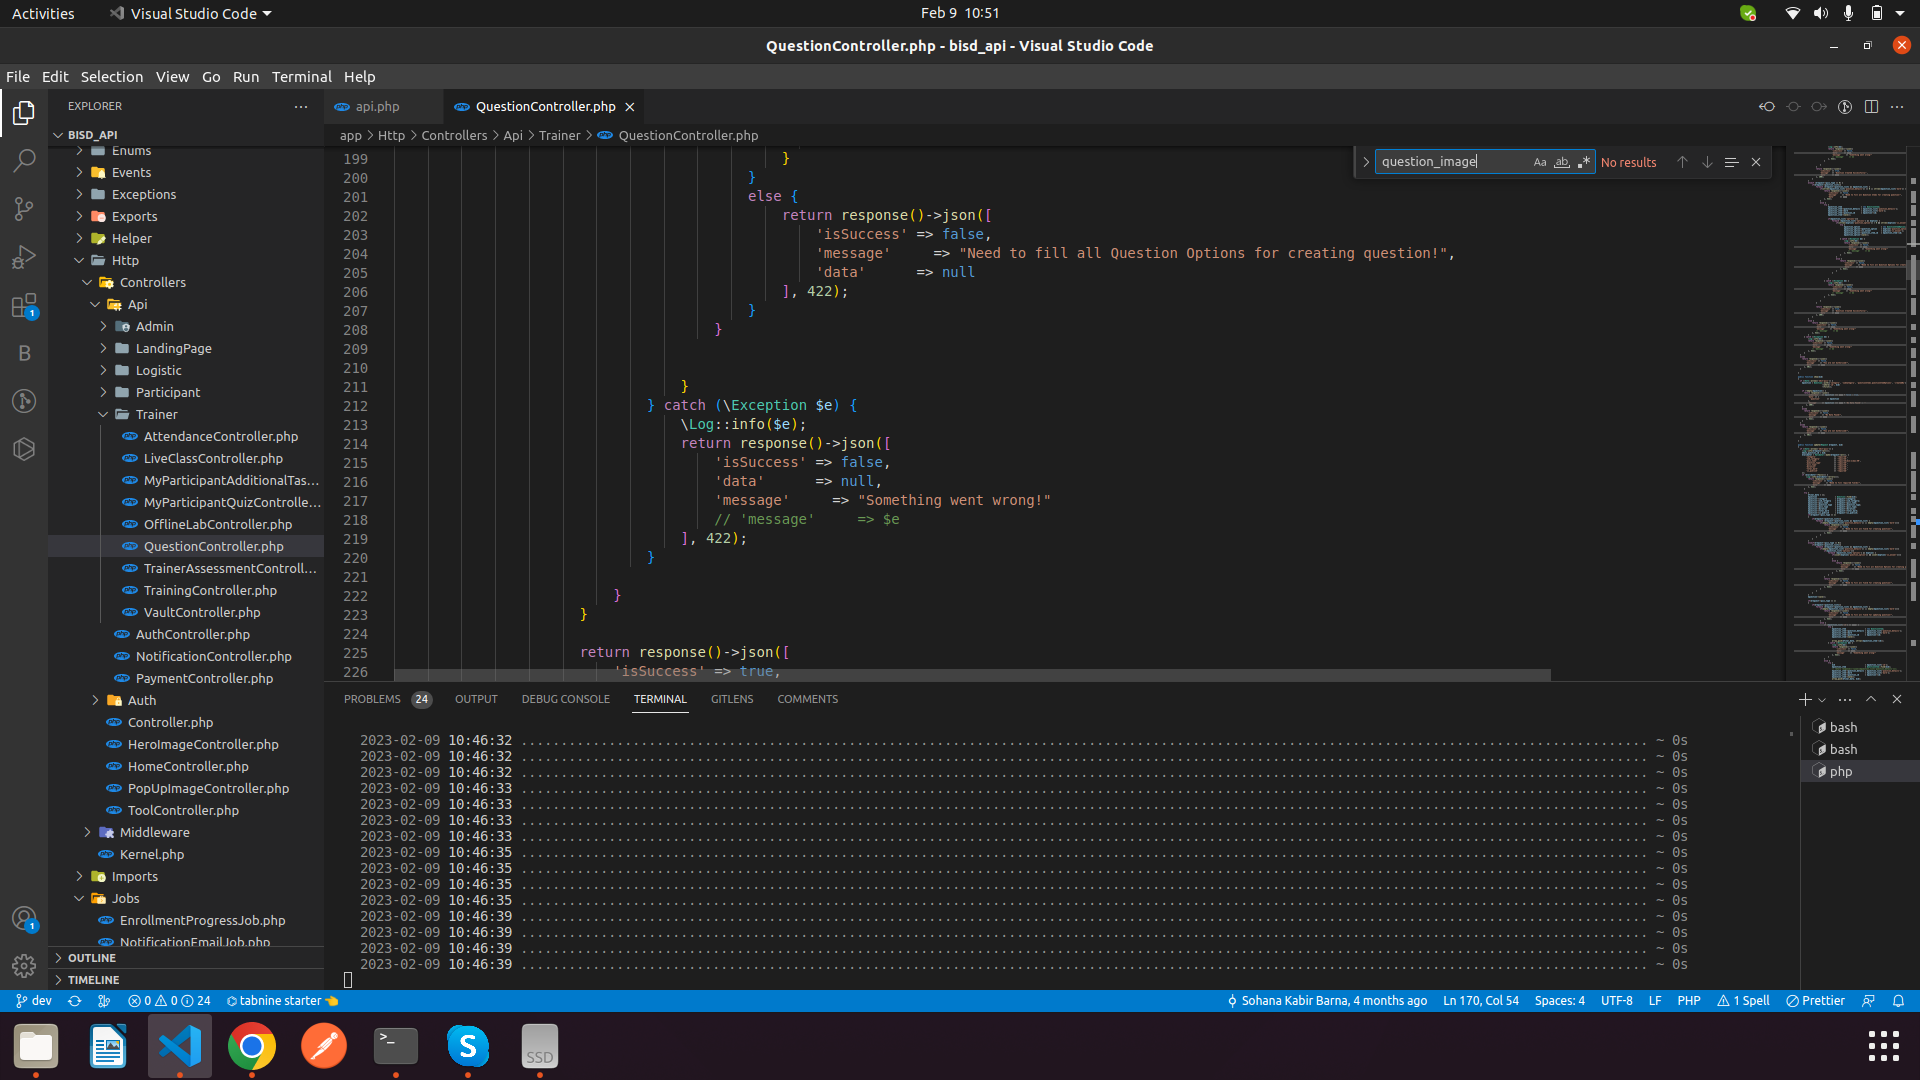 Activities
Visual Studio Code
Feb 9 10:51
QuestionController.php - bisd_api - Visual Studio Code
File Edit Selection View Go Run Terminal Help
EXPLORER
BISD_API
Enums
Events
Exceptions
Exports
Helper
Http
Controllers
Api
Admin
LandingPage
Logistic
Participant
Trainer
AttendanceController.php
LiveClassController.php
MyParticipantAdditionalTas...
MyParticipantQuizControlle...
OfflineLabController.php
QuestionController.php
TrainerAssessmentControll...
TrainingController.php
VaultController.php
AuthController.php
NotificationController.php
PaymentController.php
Auth
Controller.php
HeroImageController.php
HomeController.php
PopUpImageController.php
ToolController.php
Middleware
Kernel.php
Imports
Jobs
EnrollmentProgressJob.php
NotificationEmailJob.php
OUTLINE
TIMELINE
api.php
QuestionController.php
app > Http > Controllers > Api > Trainer > QuestionController.php
question_image
Aa ab .*
No results
199 }
200 }
201 else {
202 return response()->json([
203 'isSuccess' => false,
204 'message' => "Need to fill all Question Options for creating question!",
205 'data' => null
206 ], 422);
207 }
208 }
209
210
211 }
212 } catch (\Exception $e) {
213 \Log::info($e);
214 return response()->json([
215 'isSuccess' => false,
216 'data' => null,
217 'message' => "Something went wrong!"
218 // 'message' => $e
219 ], 422);
220 }
221
222 }
223 }
224
225 return response()->json([
226 'isSuccess' => true,
PROBLEMS 24 OUTPUT DEBUG CONSOLE TERMINAL GITLENS COMMENTS
2023-02-09 10:46:32 ........ ~ 0s
2023-02-09 10:46:32 ........ ~ 0s
2023-02-09 10:46:32 ........ ~ 0s
2023-02-09 10:46:33 ........ ~ 0s
2023-02-09 10:46:33 ........ ~ 0s
2023-02-09 10:46:33 ........ ~ 0s
2023-02-09 10:46:33 ........ ~ 0s
2023-02-09 10:46:35 ........ ~ 0s
2023-02-09 10:46:35 ........ ~ 0s
2023-02-09 10:46:35 ........ ~ 0s
2023-02-09 10:46:35 ........ ~ 0s
2023-02-09 10:46:39 ........ ~ 0s
2023-02-09 10:46:39 ........ ~ 0s
2023-02-09 10:46:39 ........ ~ 0s
2023-02-09 10:46:39 ........ ~ 0s
bash
bash
php
dev 0 0 24 tabnine starter Sohana Kabir Barna, 4 months ago Ln 170, Col 54 Spaces: 4 UTF-8 LF PHP 1 Spell Prettier
SSD